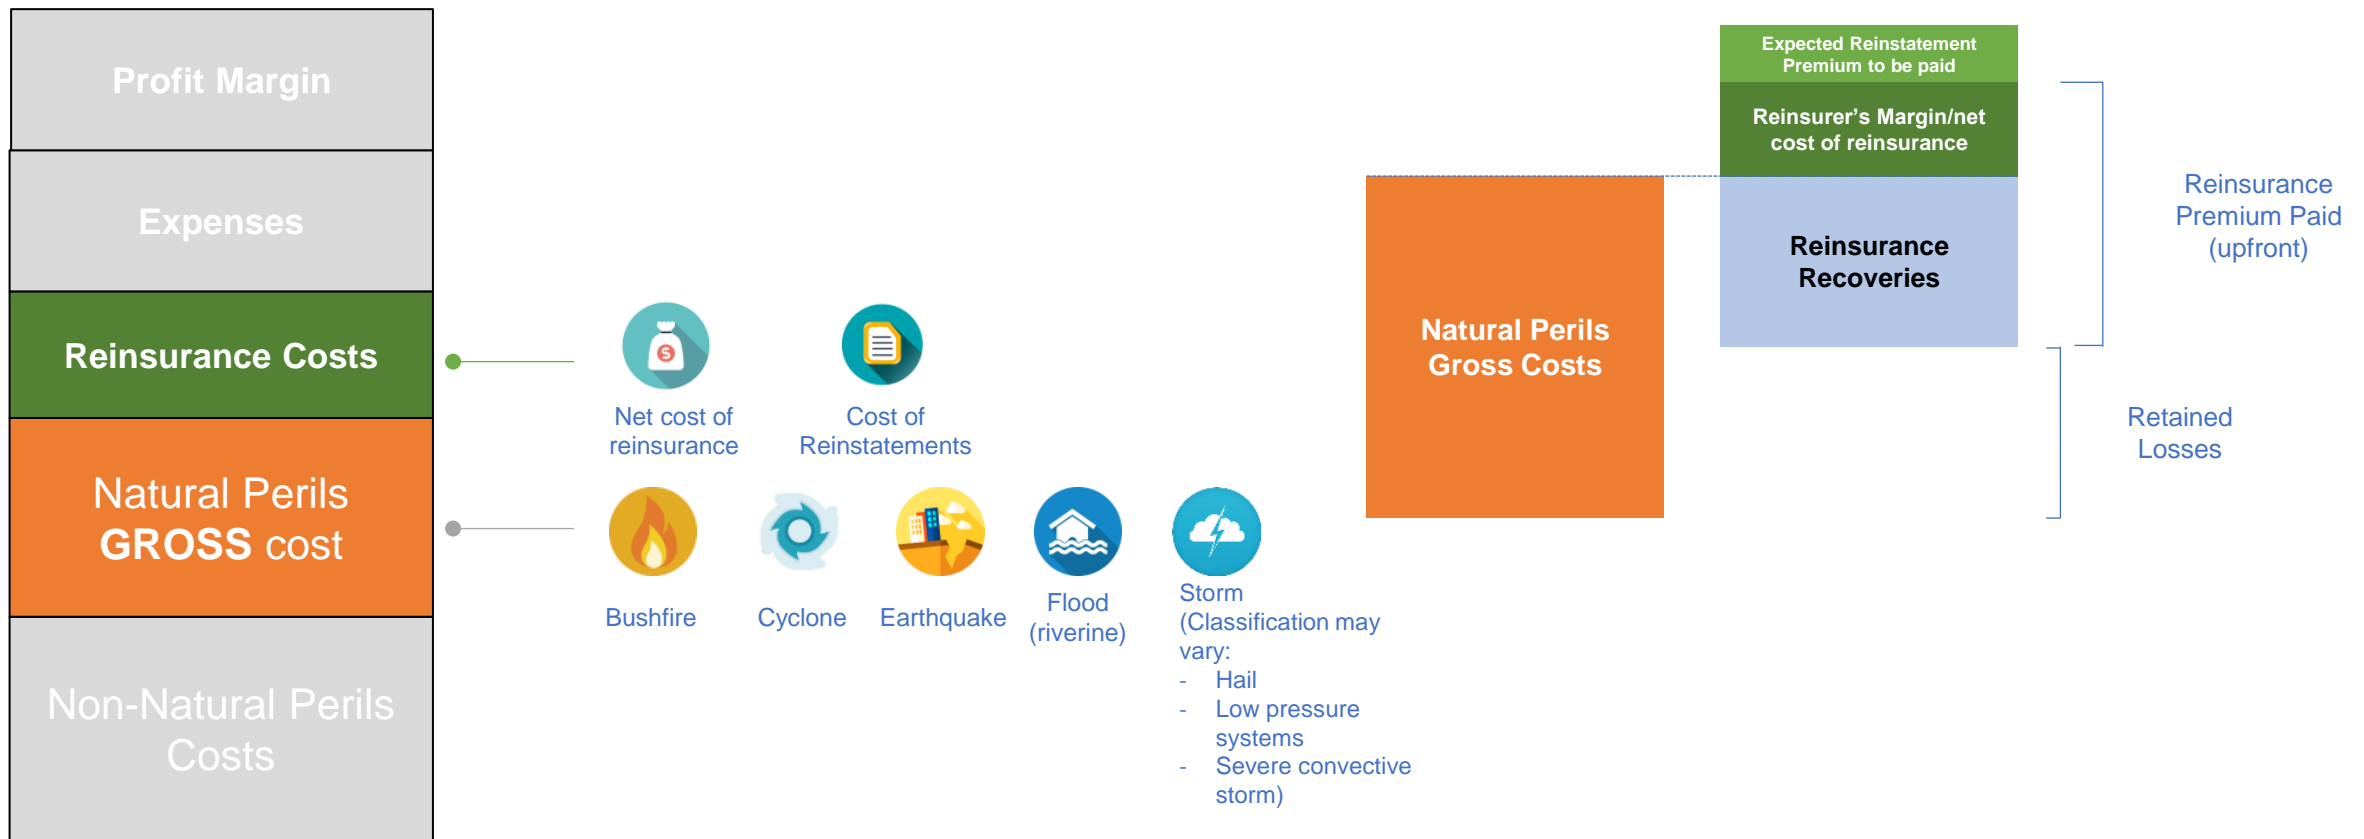 Profit Margin
Expenses
Reinsurance Costs
Natural Perils
GROSS cost
Non-Natural Perils
Costs
Net cost of
reinsurance
Cost of
Reinstatements
Bushfire
Cyclone
Earthquake
Flood
(riverine)
Storm
(Classification may
vary:
- Hail
- Low pressure
systems
- Severe convective
storm)
Natural Perils
Gross Costs
Expected Reinstatement
Premium to be paid
Reinsurer’s Margin/net
cost of reinsurance
Reinsurance
Recoveries
Reinsurance
Premium Paid
(upfront)
Retained
Losses